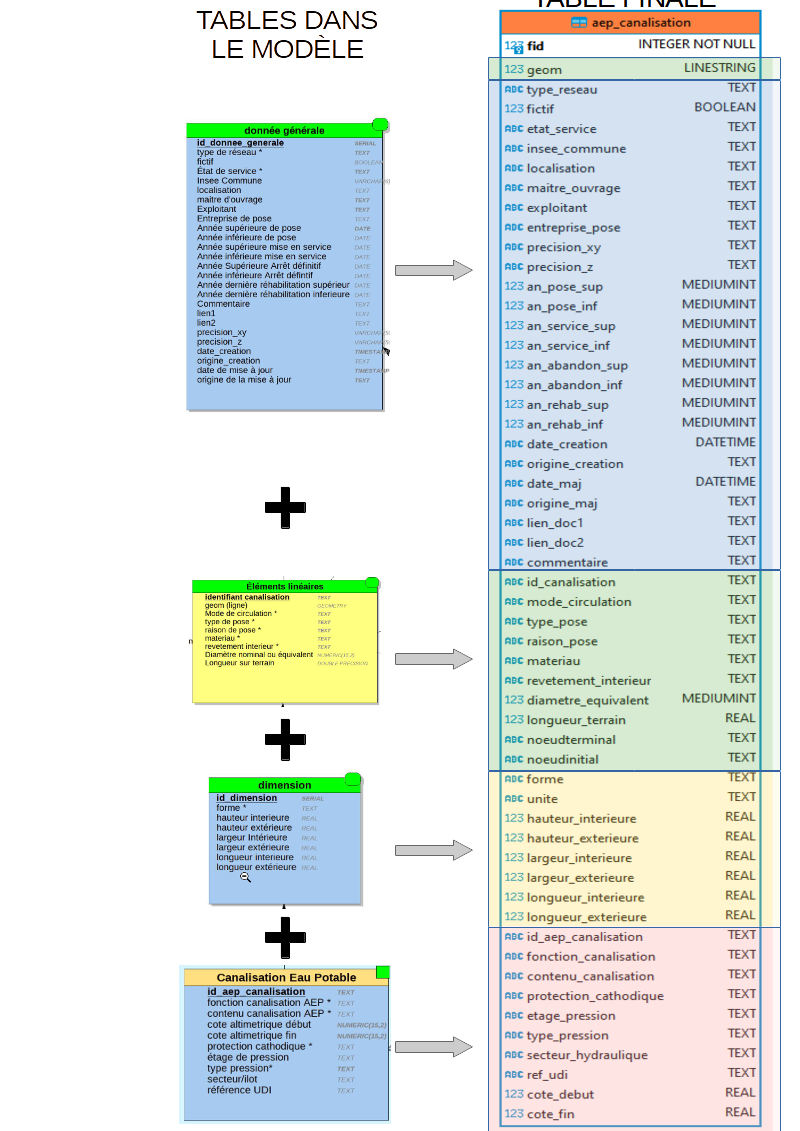 TABLES DANS
LE MODÈLE
donnée générale
id_donnee_generale SERIAL
type de réseau * TEXT
fictif BOOLEAN
État de service * TEXT
Insee Commune
localisation TEXT
maitre d'ouvrage TEXT
Exploitant TEXT
Entreprise de pose TEXT
Année supérieure de pose DATE
Année inférieure de pose DATE
Année supérieure mise en service DATE
Année inférieure mise en service DATE
Année Supérieure Arrêt définitif DATE
Année inférieure Arrêt définitif DATE
Année dernière réhabilitation supérieur DATE
Année dernière réhabilitation inferieure DATE
Commentaire TEXT
lien1 TEXT
lien2 TEXT
precision_xy
precision_z
date_creation TIMESTAMP
origine_creation TEXT
date de mise à jour TIMESTAMP
origine de la mise à jour TEXT
Éléments linéaires
identifiant canalisation TEXT
geom (ligne) GEOMETRY
Mode de circulation * TEXT
type de pose * TEXT
raison de pose * TEXT
materiau * TEXT
revetement interieur * TEXT
Diamètre nominal ou équivalent NUMERIC(15,2)
Longueur sur terrain DOUBLE PRECISION
n
dimension
id_dimension SERIAL
forme * TEXT
hauteur interieure REAL
hauteur extérieure REAL
largeur Intérieure REAL
largeur extérieure REAL
longueur interieure REAL
longueur extérieure REAL
Canalisation Eau Potable
id_aep_canalisation TEXT
fonction canalisation AEP * TEXT
contenu canalisation AEP * TEXT
cote altimetrique début NUMERIC(15,2)
cote altimetrique fin NUMERIC(15,2)
protection cathodique * TEXT
étage de pression TEXT
type pression* TEXT
secteur/ilot TEXT
référence UDI TEXT
TABLE FINALE
aep_canalisation
123 fid INTEGER NOT NULL
123 geom LINESTRING
ABC type_reseau TEXT
123 fictif BOOLEAN
ABC etat_service TEXT
ABC insee_commune TEXT
ABC localisation TEXT
ABC maitre_ouvrage TEXT
ABC exploitant TEXT
ABC entreprise_pose TEXT
ABC precision_xy TEXT
ABC precision_z TEXT
123 an_pose_sup MEDIUMINT
123 an_pose_inf MEDIUMINT
123 an_service_sup MEDIUMINT
123 an_service_inf MEDIUMINT
123 an_abandon_sup MEDIUMINT
123 an_abandon_inf MEDIUMINT
123 an_rehab_sup MEDIUMINT
123 an_rehab_inf MEDIUMINT
ABC date_creation DATETIME
ABC origine_creation TEXT
ABC date_maj DATETIME
ABC origine_maj TEXT
ABC lien_doc1 TEXT
ABC lien_doc2 TEXT
ABC commentaire TEXT
ABC id_canalisation TEXT
ABC mode_circulation TEXT
ABC type_pose TEXT
ABC raison_pose TEXT
ABC materiau TEXT
ABC revetement_interieur TEXT
123 diametre_equivalent MEDIUMINT
123 longueur_terrain REAL
ABC noeudterminal TEXT
ABC noeudinitial TEXT
ABC forme TEXT
ABC unite TEXT
123 hauteur_interieure REAL
123 hauteur_exterieure REAL
123 largeur_interieure REAL
123 largeur_exterieure REAL
123 longueur_interieure REAL
123 longueur_exterieure REAL
ABC id_aep_canalisation TEXT
ABC fonction_canalisation TEXT
ABC contenu_canalisation TEXT
ABC protection_cathodique TEXT
ABC etage_pression TEXT
ABC type_pression TEXT
ABC secteur_hydraulique TEXT
ABC ref_udi TEXT
123 cote_debut REAL
123 cote_fin REAL